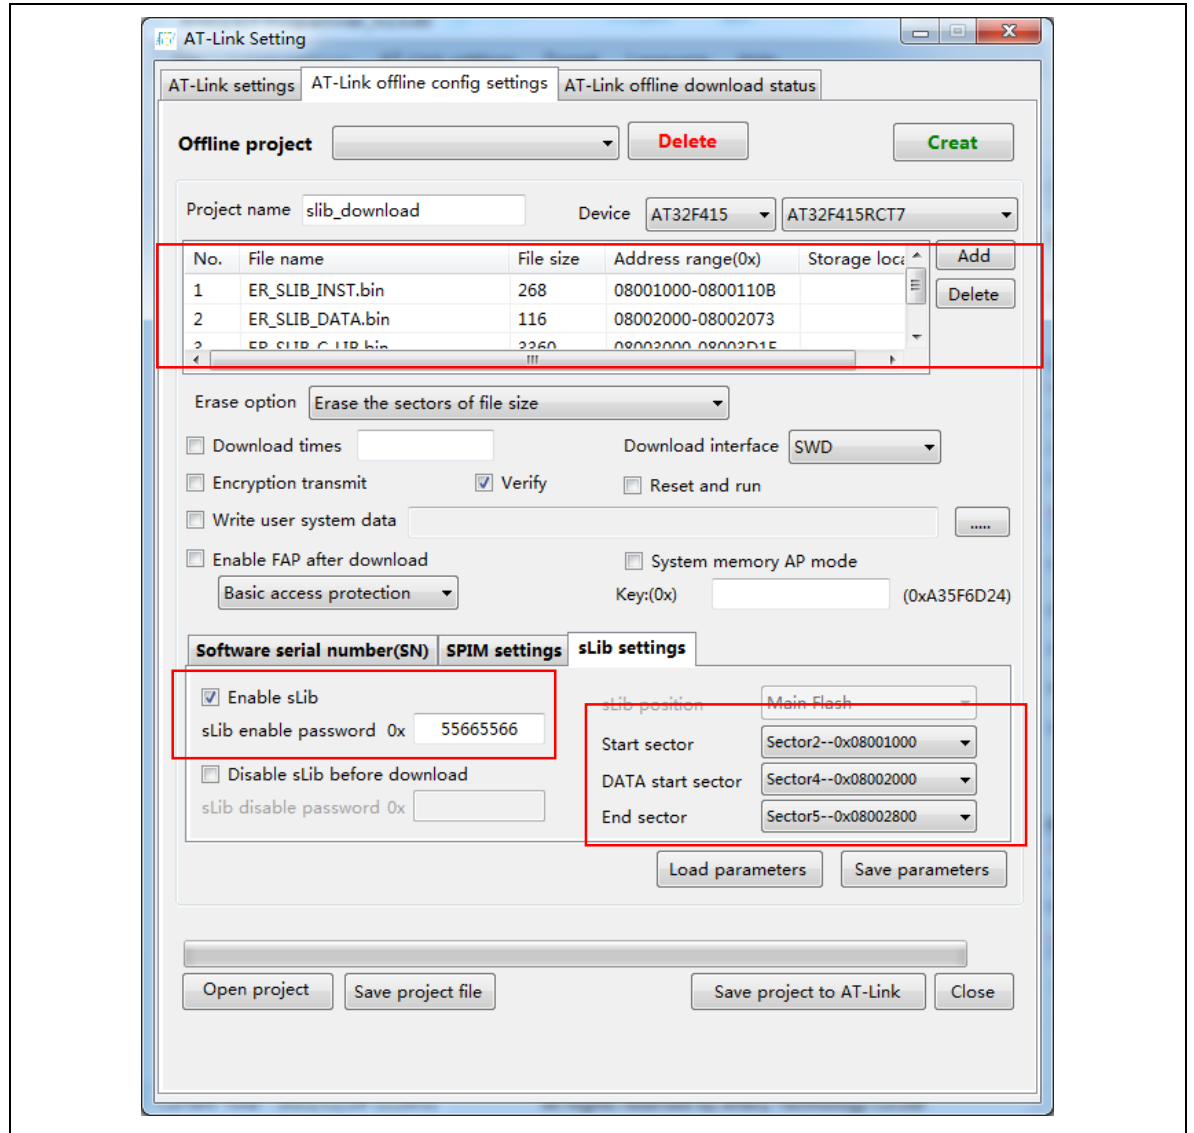 AT-Link Setting
AT-Link settings AT-Link offline config settings AT-Link offline download status
Offline project Delete Creat
Project name slib_download Device AT32F415 AT32F415RCT7
No. File name File size Address range(0x) Storage loca Add
1 ER_SLIB_INST.bin 268 08001000-0800110B Delete
2 ER_SLIB_DATA.bin 116 08002000-08002073
Erase option Erase the sectors of file size
Download times Download interface SWD
Encryption transmit Verify Reset and run
Write user system data .....
Enable FAP after download System memory AP mode
Basic access protection Key:(0x) (0xA35F6D24)
Software serial number(SN) SPIM settings sLib settings
Enable sLib sLib position Main Flash
sLib enable password 0x 55665566 Start sector Sector2--0x08001000
Disable sLib before download DATA start sector Sector4--0x08002000
sLib disable password 0x End sector Sector5--0x08002800
Load parameters Save parameters
Open project Save project file Save project to AT-Link Close